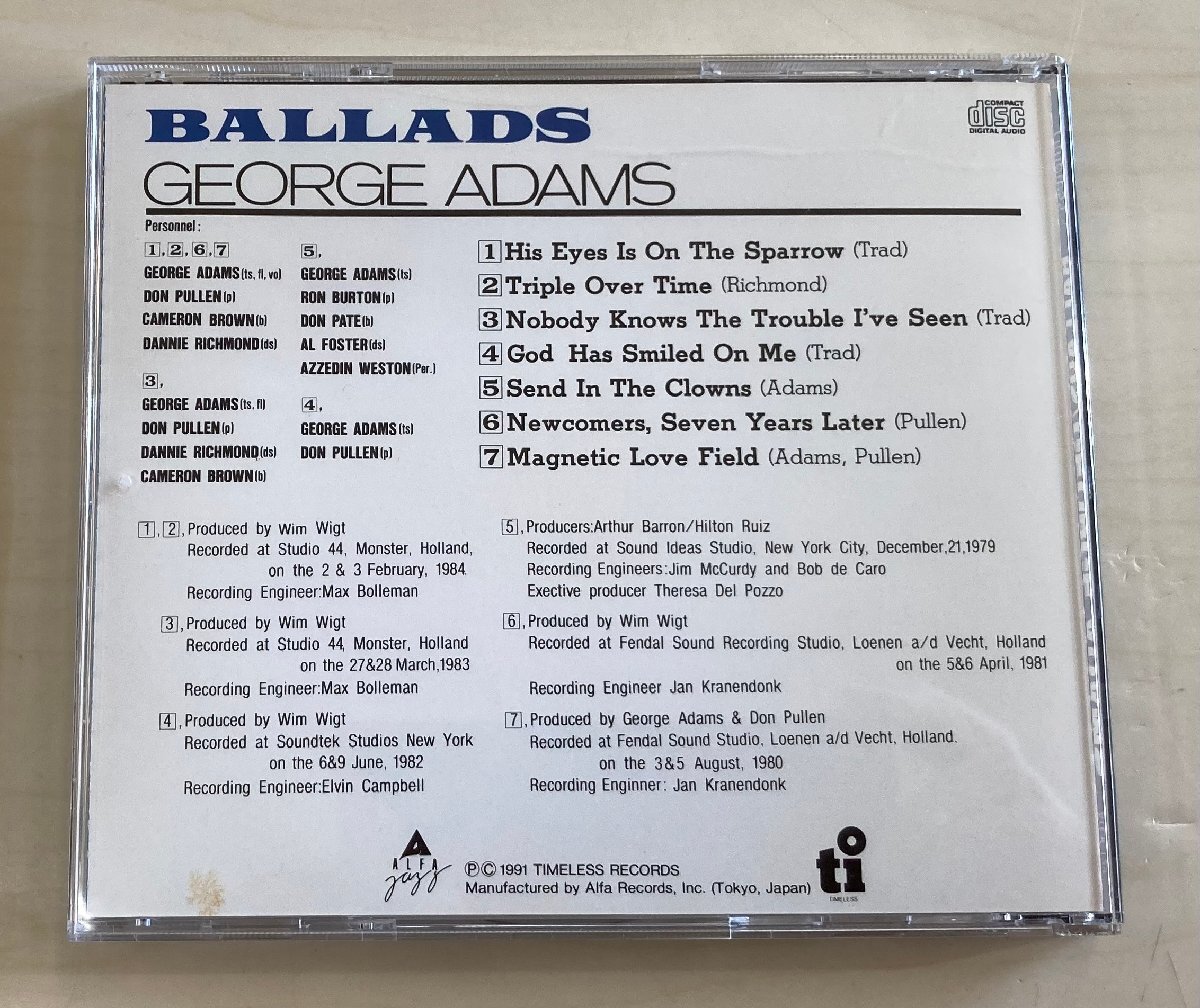 BALLADS
COMPACT
disc
DIGITAL AUDIO
GEORGE ADAMS
Personnel:
1, 2, 6, 7
GEORGE ADAMS(ts, fl, vo)
DON PULLEN(p)
CAMERON BROWN(b)
DANNIE RICHMOND(ds)
3,
GEORGE ADAMS(ts, fl)
DON PULLEN(p)
DANNIE RICHMOND(ds)
CAMERON BROWN(b)
5,
GEORGE ADAMS(ts)
RON BURTON(p)
DON PATE(b)
AL FOSTER(ds)
AZZEDIN WESTON(Per.)
4,
GEORGE ADAMS(ts)
DON PULLEN(p)
1 His Eyes Is On The Sparrow (Trad)
2 Triple Over Time (Richmond)
3 Nobody Knows The Trouble I've Seen (Trad)
4 God Has Smiled On Me (Trad)
5 Send In The Clowns (Adams)
6 Newcomers, Seven Years Later (Pullen)
7 Magnetic Love Field (Adams, Pullen)
1, 2, Produced by Wim Wigt
Recorded at Studio 44, Monster, Holland,
on the 2 & 3 February, 1984
Recording Engineer:Max Bolleman
3, Produced by Wim Wigt
Recorded at Studio 44, Monster, Holland
on the 27&28 March,1983
Recording Engineer:Max Bolleman
4, Produced by Wim Wigt
Recorded at Soundtek Studios New York
on the 6&9 June, 1982
Recording Engineer:Elvin Campbell
5, Producers:Arthur Barron/Hilton Ruiz
Recorded at Sound Ideas Studio, New York City, December,21,1979
Recording Engineers:Jim McCurdy and Bob de Caro
Exective producer Theresa Del Pozzo
6, Produced by Wim Wigt
Recorded at Fendal Sound Recording Studio, Loenen a/d Vecht, Holland
on the 5&6 April, 1981
Recording Engineer Jan Kranendonk
7, Produced by George Adams & Don Pullen
Recorded at Fendal Sound Studio, Loenen a/d Vecht, Holland.
on the 3&5 August, 1980
Recording Enginner: Jan Kranendonk
ALFA
jazz
ⓅⒸ 1991 TIMELESS RECORDS
Manufactured by Alfa Records, Inc. (Tokyo, Japan)
ti
TIMELESS